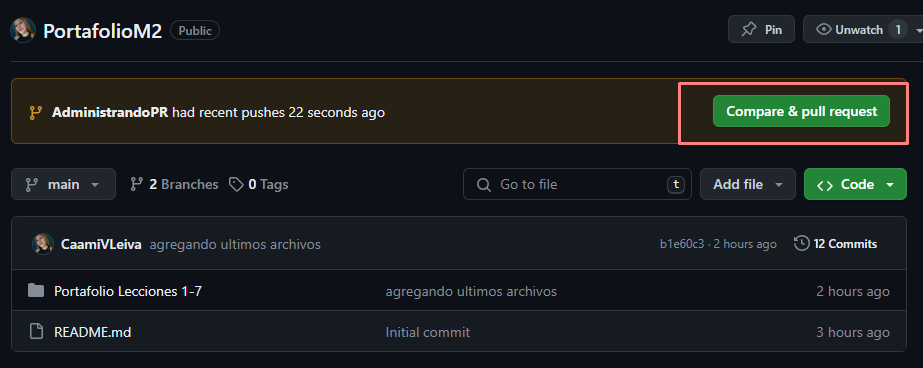 PortafolioM2 Public Pin Unwatch 1
AdministrandoPR had recent pushes 22 seconds ago Compare & pull request
main 2 Branches 0 Tags Go to file t Add file Code
CaamiVLeiva agregando ultimos archivos b1e60c3 · 2 hours ago 12 Commits
Portafolio Lecciones 1-7 agregando ultimos archivos 2 hours ago
README.md Initial commit 3 hours ago